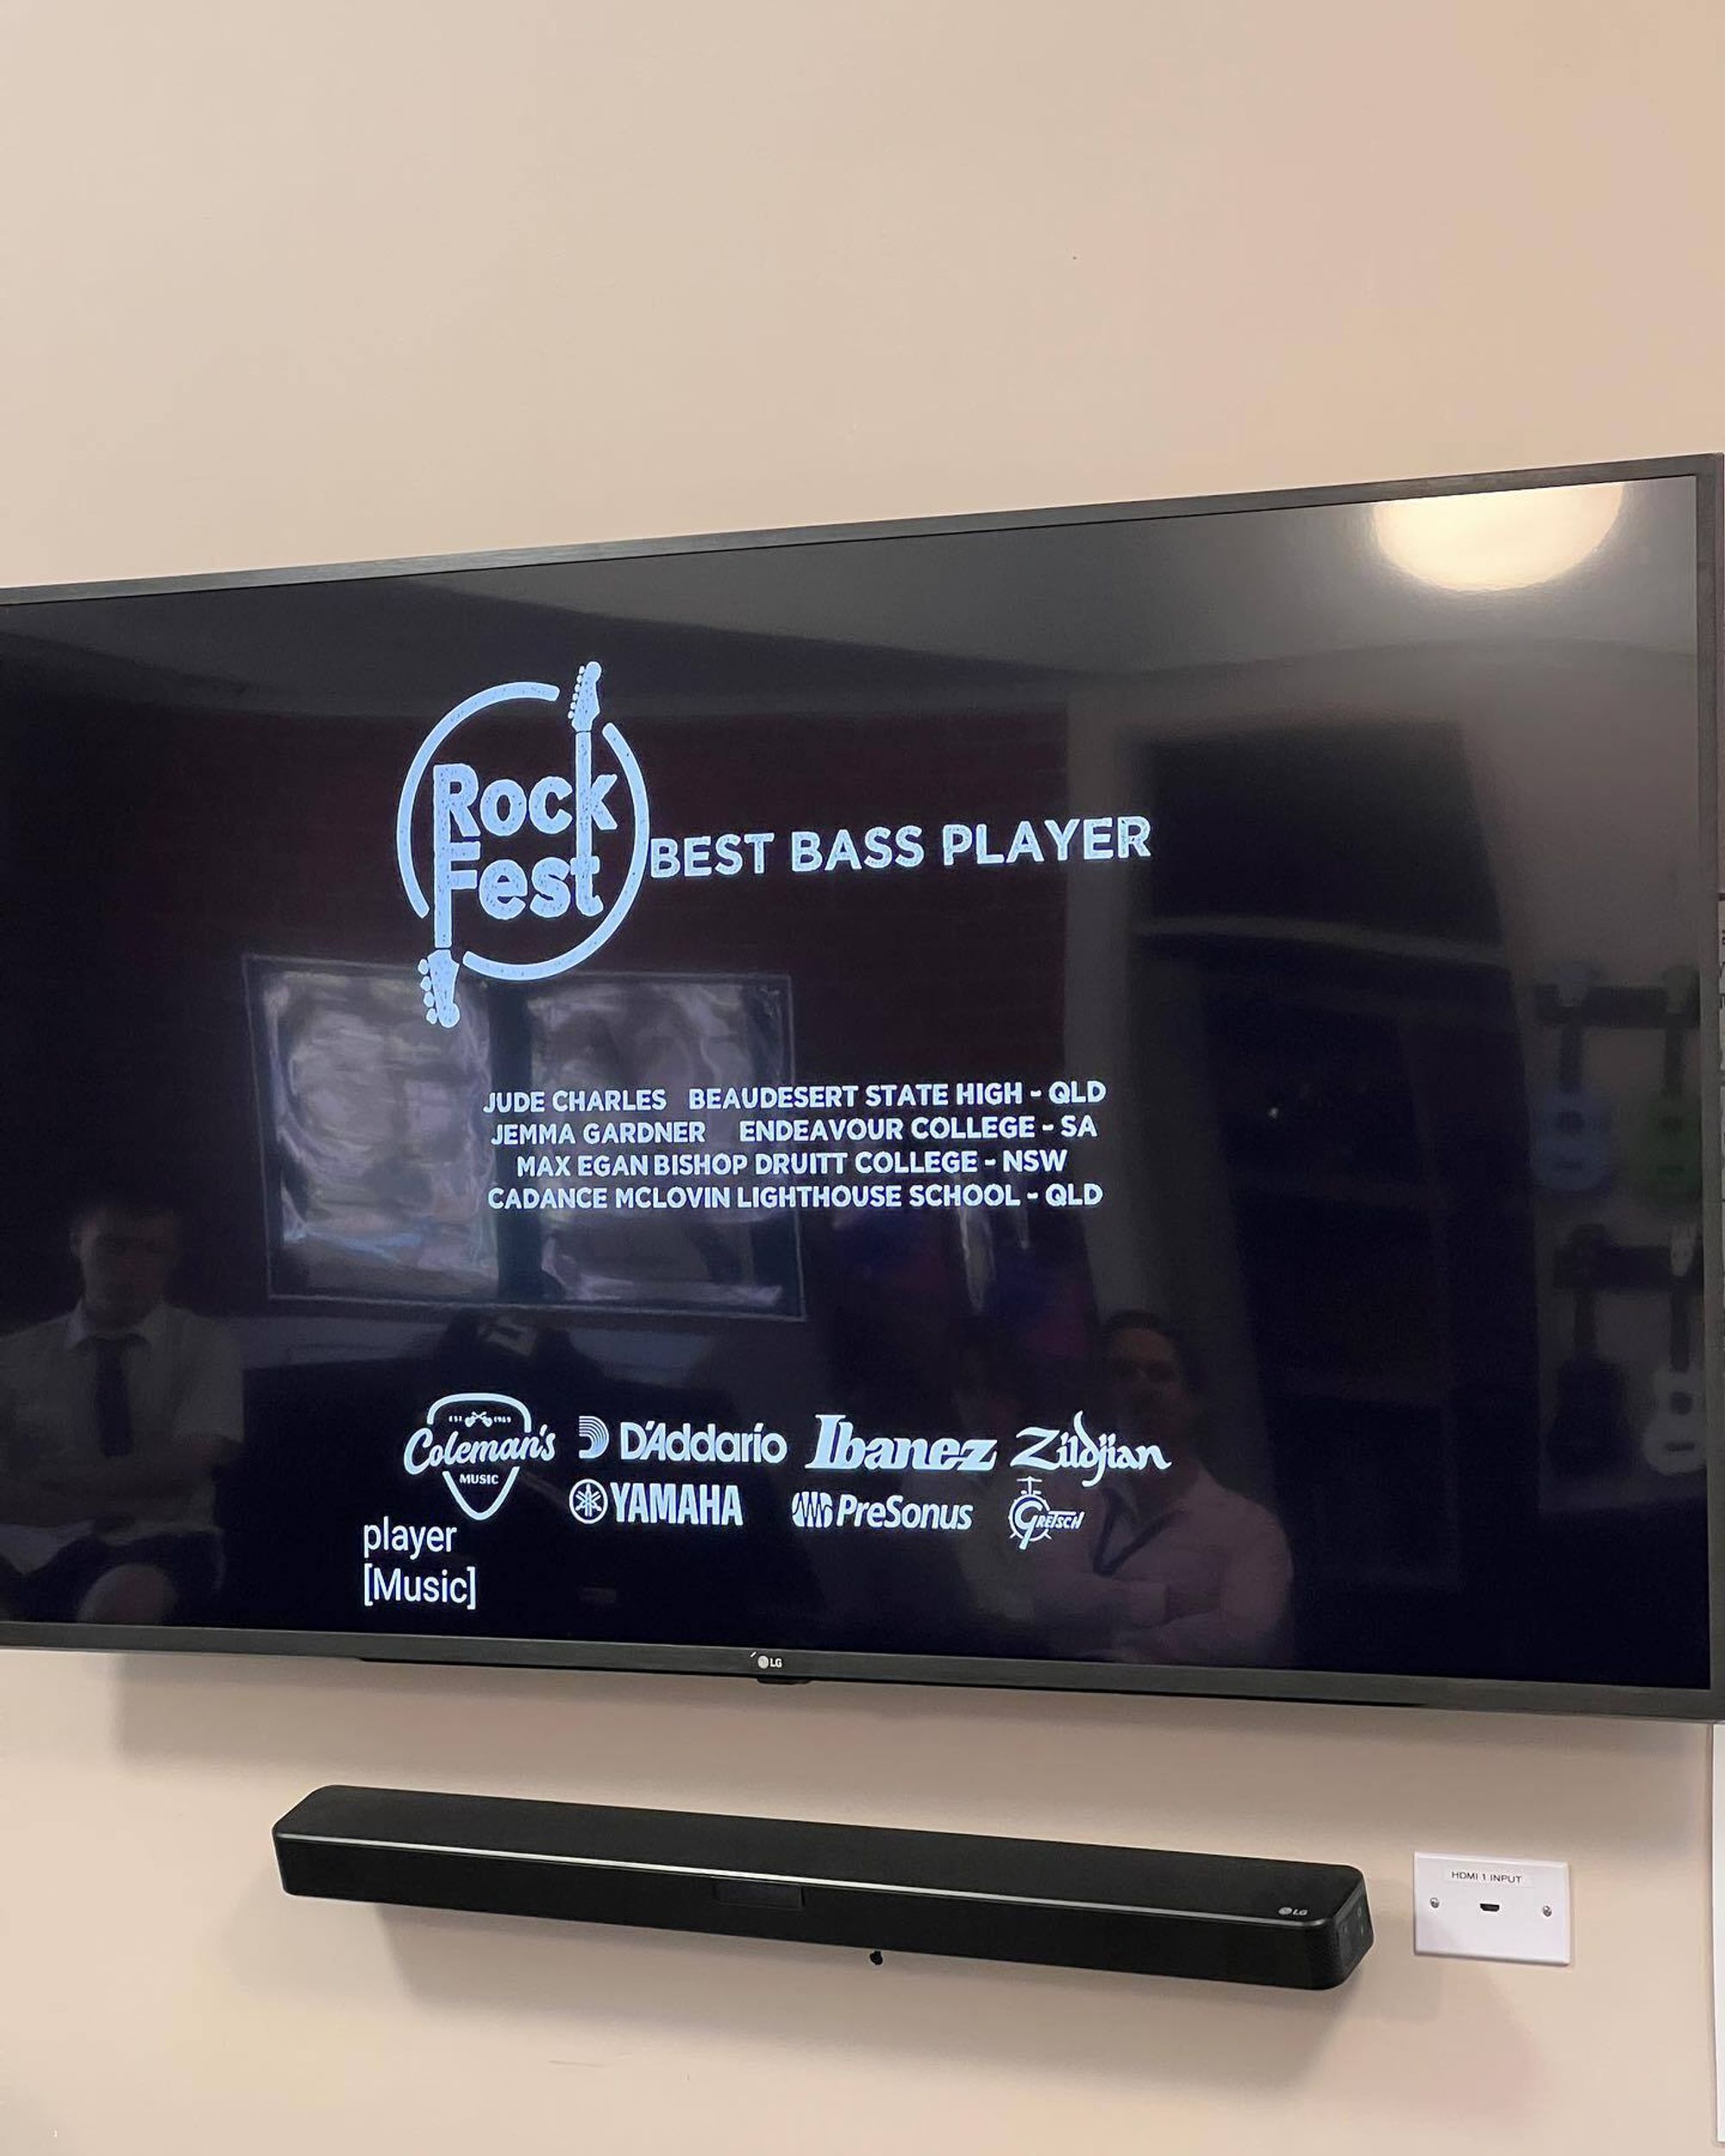 Rock
Fest
BEST BASS PLAYER
JUDE CHARLES BEAUDESERT STATE HIGH - QLD
JEMMA GARDNER ENDEAVOUR COLLEGE - SA
MAX EGAN BISHOP DRUITT COLLEGE - NSW
CADANCE MCLOVIN LIGHTHOUSE SCHOOL - QLD
EST 1969
Coleman's
MUSIC
D'Addario
Ibanez
Zildjian
YAMAHA
PreSonus
GRETSCH
player
[Music]
LG
LG
HDMI 1 INPUT